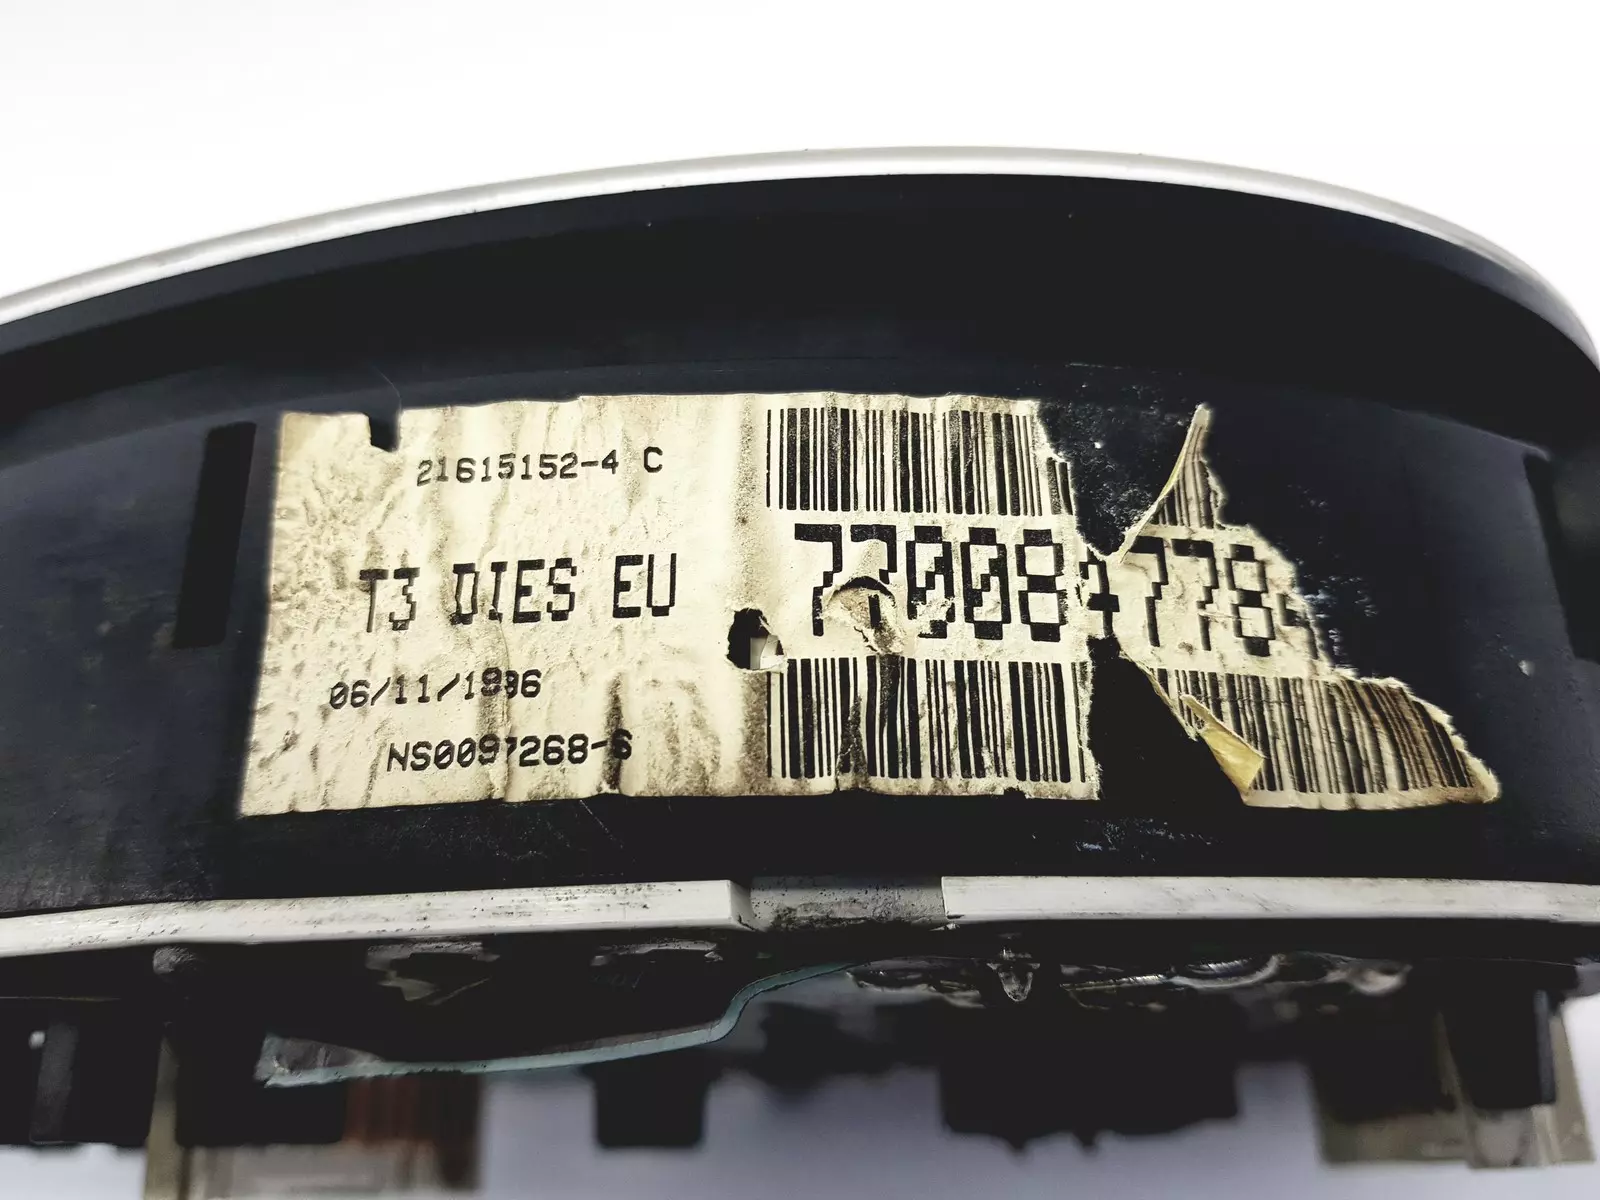 21615152-4 C
T3 DIES EU
06/11/1996
NS0097268-6